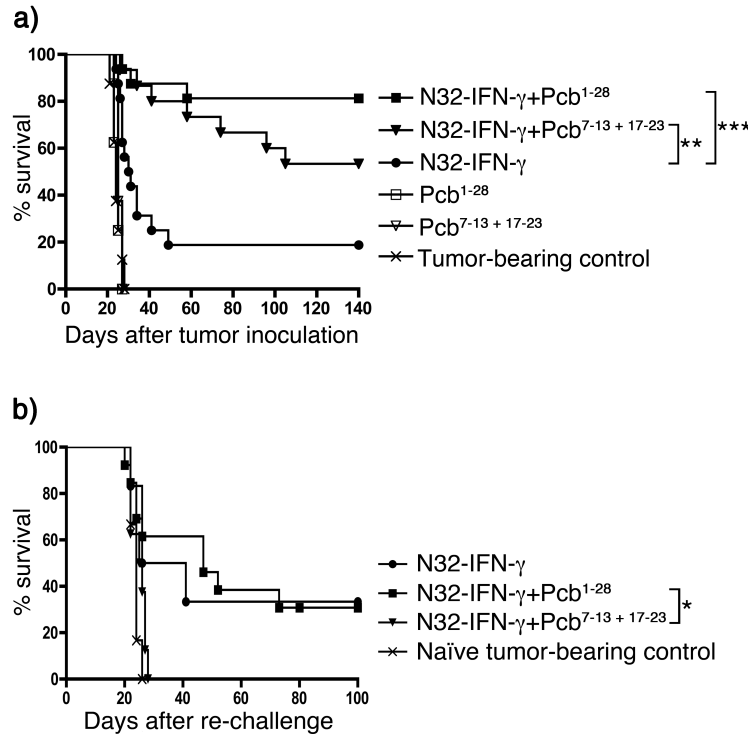 a)
100
80
60
40
20
0
% survival
0 20 40 60 80 100 120 140
Days after tumor inoculation
N32-IFN-γ+Pcb1-28
N32-IFN-γ+Pcb7-13 + 17-23
N32-IFN-γ
Pcb1-28
Pcb7-13 + 17-23
Tumor-bearing control
**
***
b)
100
80
60
40
20
0
% survival
0 20 40 60 80 100
Days after re-challenge
N32-IFN-γ
N32-IFN-γ+Pcb1-28
N32-IFN-γ+Pcb7-13 + 17-23
Naïve tumor-bearing control
*